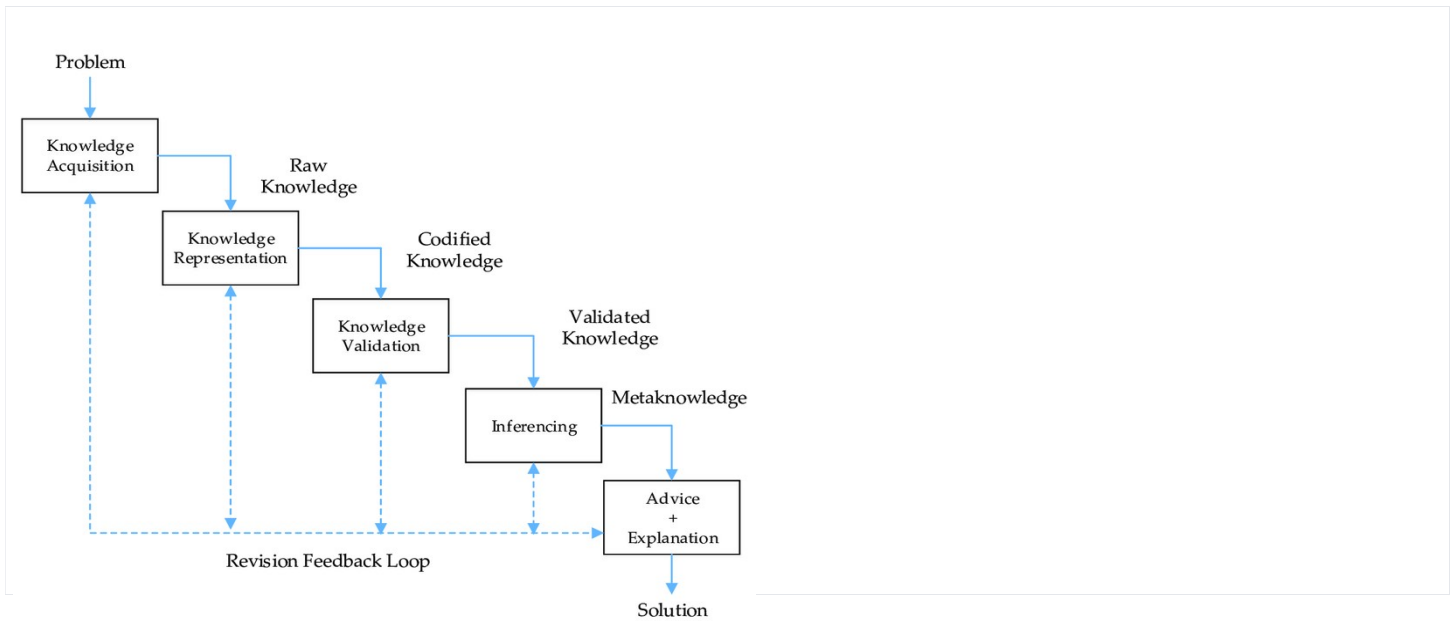 Problem
Knowledge
Acquisition
Raw
Knowledge
Knowledge
Representation
Codified
Knowledge
Knowledge
Validation
Validated
Knowledge
Inferencing
Metaknowledge
Advice
+
Explanation
Revision Feedback Loop
Solution